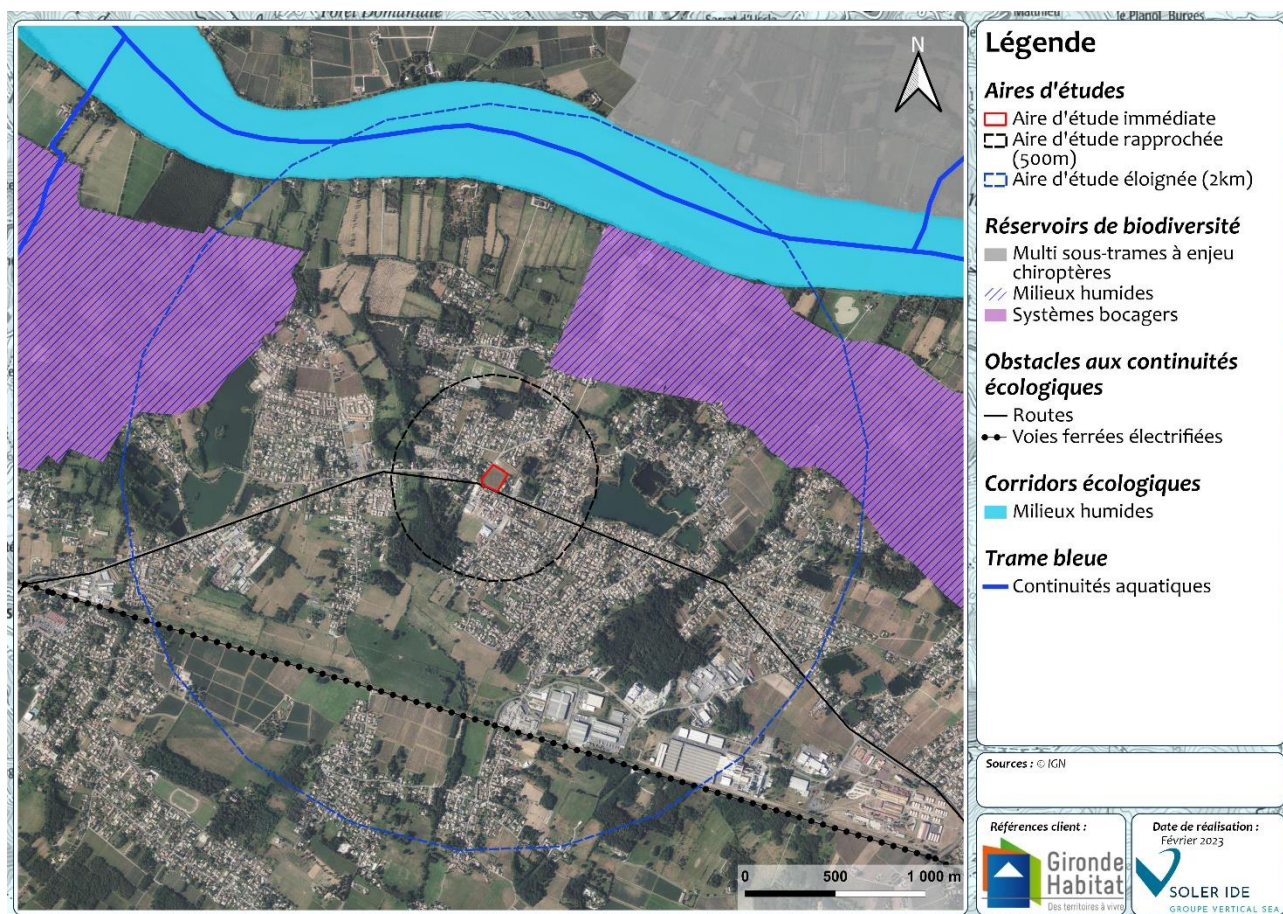 Forêt Domaniale
Sarrat d'Urcla
Matthieu
le Planol
Burges
N
Légende
Aires d'études
Aire d'étude immédiate
Aire d'étude rapprochée
(500m)
Aire d'étude éloignée (2km)
Réservoirs de biodiversité
Multi sous-trames à enjeu
chiroptères
Milieux humides
Systèmes bocagers
Obstacles aux continuités
écologiques
Routes
Voies ferrées électrifiées
Corridors écologiques
Milieux humides
Trame bleue
Continuités aquatiques
Sources : © IGN
Références client :
Gironde
Habitat
Des territoires à vivre
Date de réalisation :
Février 2023
SOLER IDE
GROUPE VERTICAL SEA
0 500 1 000 m